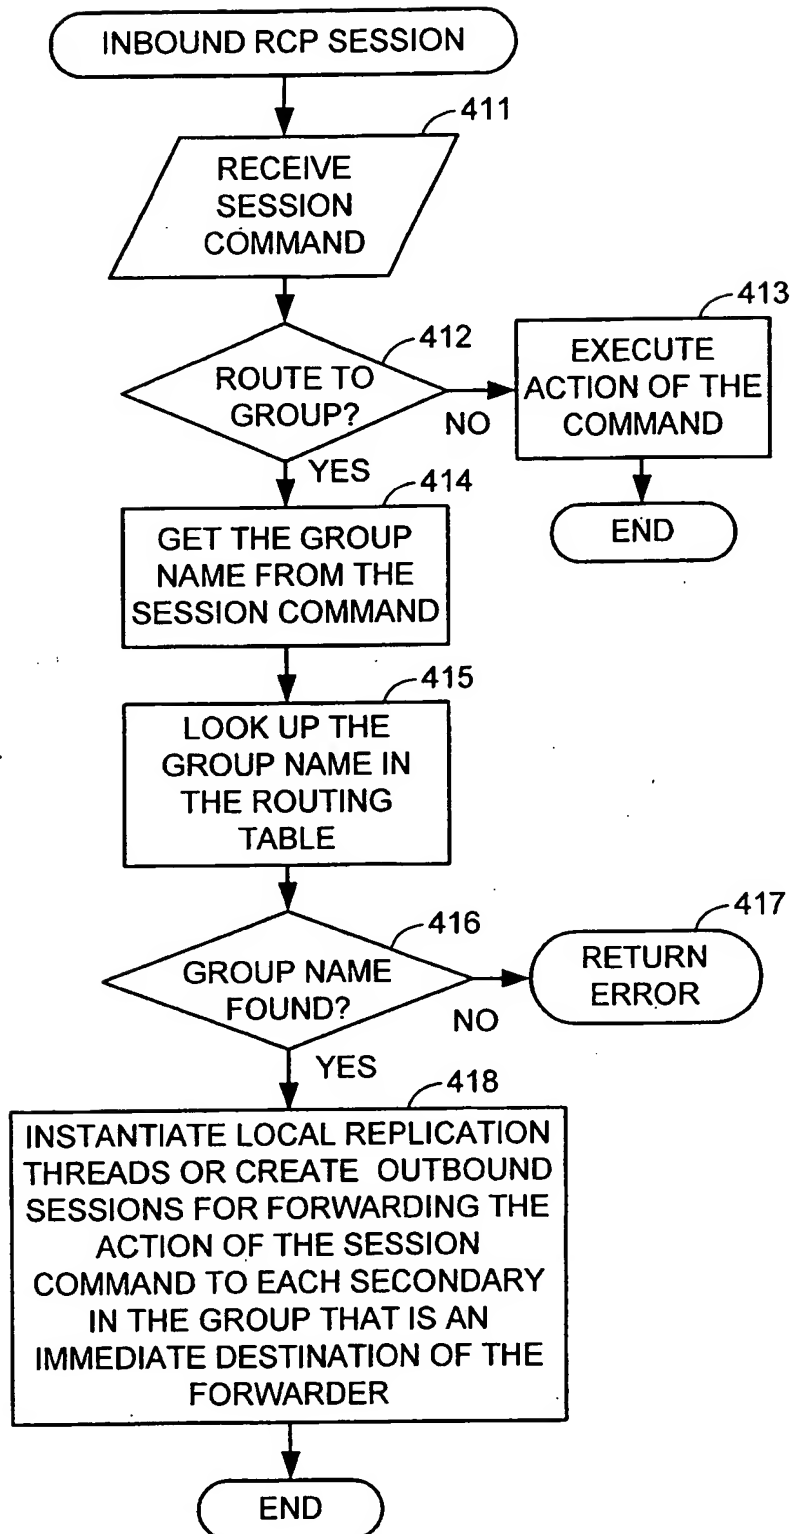 INBOUND RCP SESSION
411
RECEIVE
SESSION
COMMAND
412
ROUTE TO
GROUP?
NO
YES
413
EXECUTE
ACTION OF THE
COMMAND
END
414
GET THE GROUP
NAME FROM THE
SESSION COMMAND
415
LOOK UP THE
GROUP NAME IN
THE ROUTING
TABLE
416
GROUP NAME
FOUND?
NO
YES
417
RETURN
ERROR
418
INSTANTIATE LOCAL REPLICATION
THREADS OR CREATE OUTBOUND
SESSIONS FOR FORWARDING THE
ACTION OF THE SESSION
COMMAND TO EACH SECONDARY
IN THE GROUP THAT IS AN
IMMEDIATE DESTINATION OF THE
FORWARDER
END